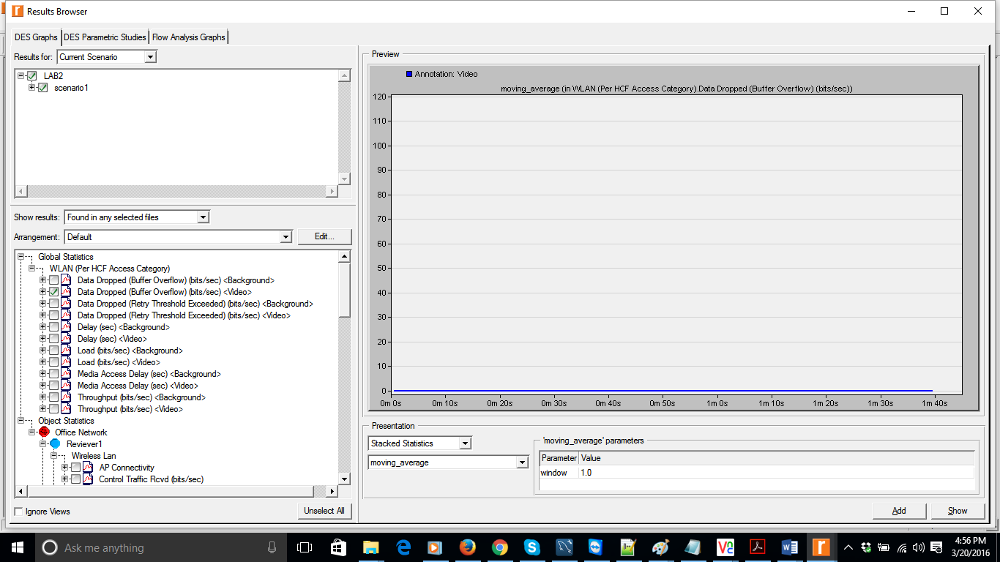 Results Browser
DES Graphs DES Parametric Studies Flow Analysis Graphs
Results for: Current Scenario
LAB2
scenario1
Show results: Found in any selected files
Arrangement: Default Edit...
Global Statistics
WLAN (Per HCF Access Category)
Data Dropped (Buffer Overflow) (bits/sec) <Background>
Data Dropped (Buffer Overflow) (bits/sec) <Video>
Data Dropped (Retry Threshold Exceeded) (bits/sec) <Background>
Data Dropped (Retry Threshold Exceeded) (bits/sec) <Video>
Delay (sec) <Background>
Delay (sec) <Video>
Load (bits/sec) <Background>
Load (bits/sec) <Video>
Media Access Delay (sec) <Background>
Media Access Delay (sec) <Video>
Throughput (bits/sec) <Background>
Throughput (bits/sec) <Video>
Object Statistics
Office Network
Reviever1
Wireless Lan
AP Connectivity
Control Traffic Rcvd (bits/sec)
Ignore Views
Unselect All
Preview
Annotation: Video
moving_average (in WLAN (Per HCF Access Category).Data Dropped (Buffer Overflow) (bits/sec))
120
110
100
90
80
70
60
50
40
30
20
10
0
0m 0s 0m 10s 0m 20s 0m 30s 0m 40s 0m 50s 1m 0s 1m 10s 1m 20s 1m 30s 1m 40s
Presentation
Stacked Statistics
moving_average
'moving_average' parameters
Parameter Value
window 1.0
Add Show
Ask me anything
4:56 PM
3/20/2016